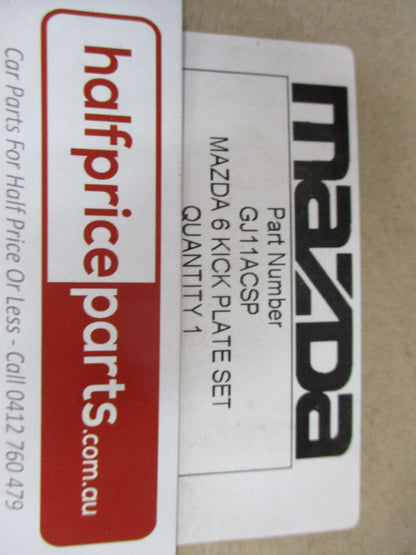 mazda
Part Number
GJ11ACSP
MAZDA 6 KICK PLATE SET
QUANTITY 1
halfpriceparts.com.au
Car Parts For Half Price Or Less - Call 0412 760 479